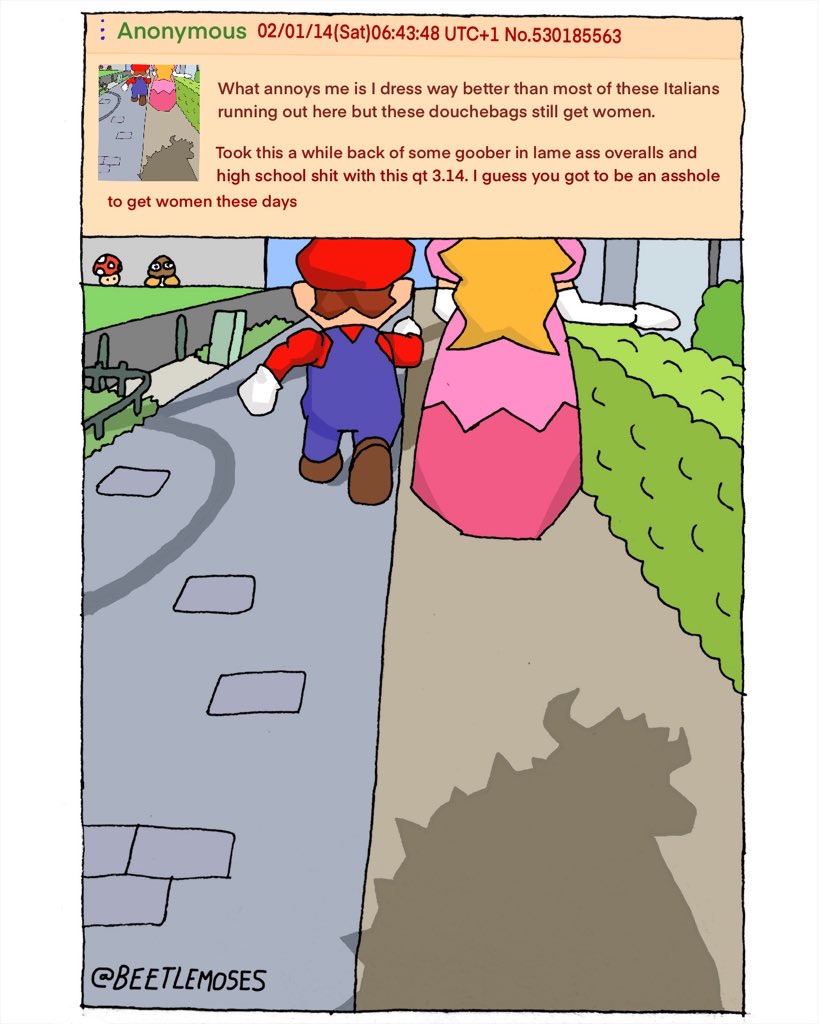 Anonymous 02/01/14(Sat)06:43:48 UTC+1 No.530185563
What annoys me is I dress way better than most of these Italians
running out here but these douchebags still get women.
Took this a while back of some goober in lame ass overalls and
high school shit with this qt 3.14. I guess you got to be an asshole
to get women these days
@BEETLEMOSES